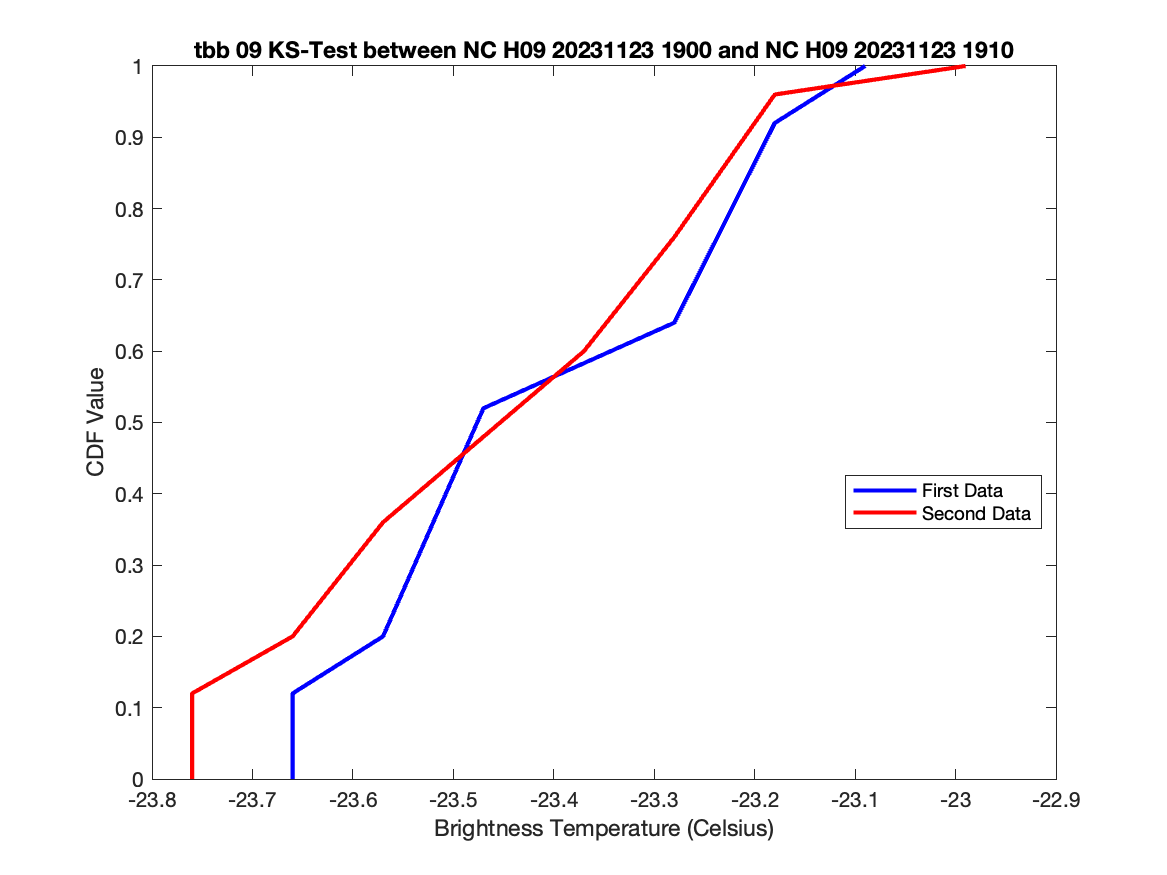 tbb 09 KS-Test between NC H09 20231123 1900 and NC H09 20231123 1910
1
0.9
0.8
0.7
0.6
0.5
0.4
0.3
0.2
0.1
0
CDF Value
First Data
Second Data
-23.8 -23.7 -23.6 -23.5 -23.4 -23.3 -23.2 -23.1 -23 -22.9
Brightness Temperature (Celsius)